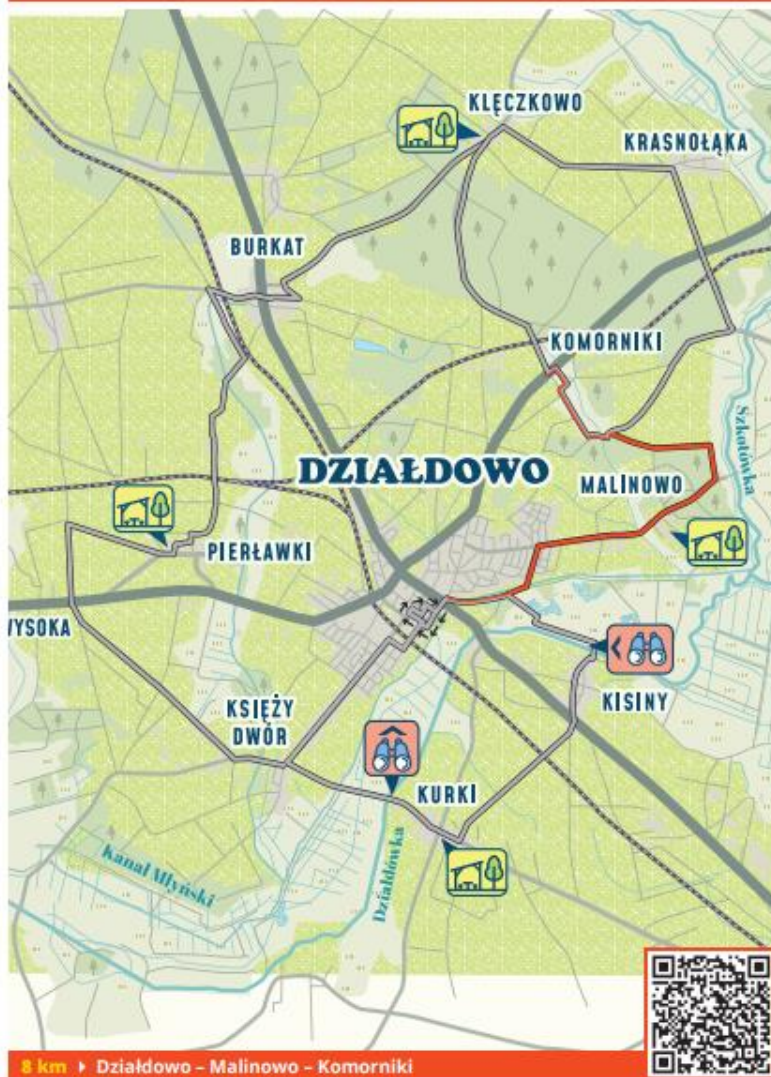 KLĘCZKOWO
KRASNOŁĄKA
BURKAT
KOMORNIKI
Szkotówka
DZIAŁDOWO
MALINOWO
PIERŁAWKI
WYSOKA
KISINY
KSIĘŻY
DWÓR
KURKI
Kanał Młyński
Działdówka
8 km ▸ Działdowo – Malinowo – Komorniki